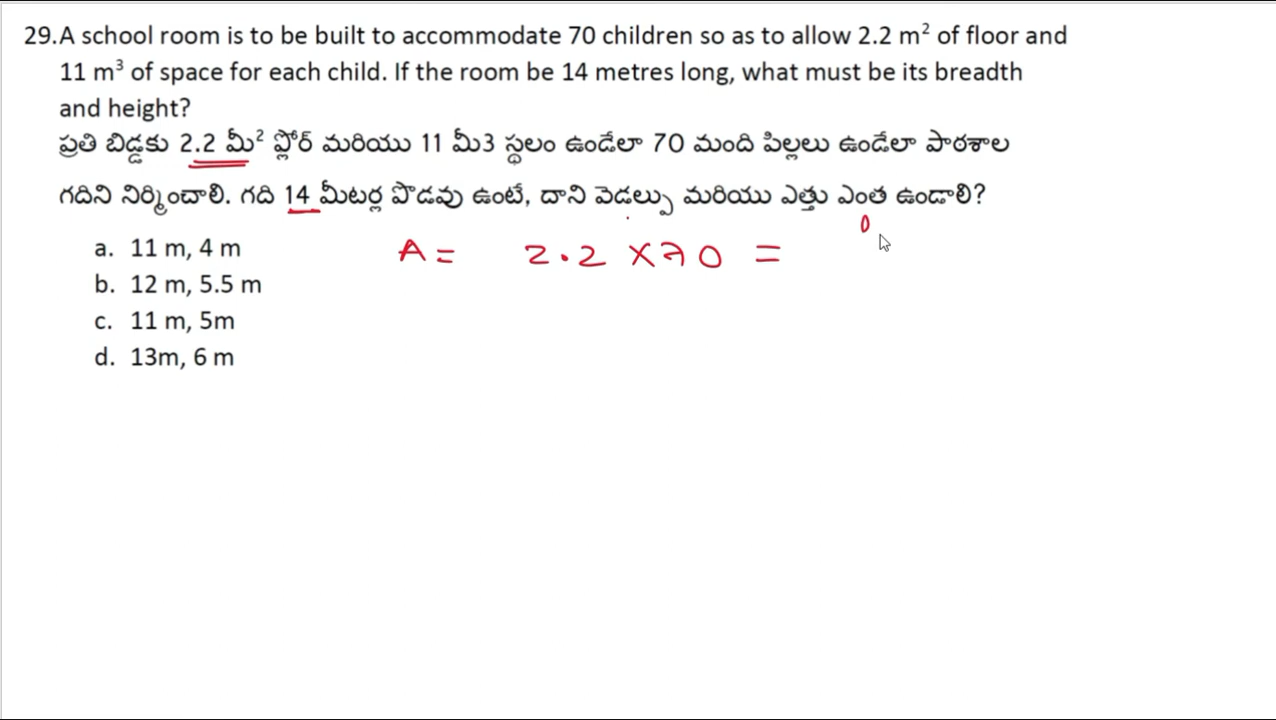 29.A school room is to be built to accommodate 70 children so as to allow 2.2 m² of floor and
11 m³ of space for each child. If the room be 14 metres long, what must be its breadth
and height?
ప్రతి బిడ్డకు 2.2 మీ² ఫ్లోర్ మరియు 11 మీ3 స్థలం ఉండేలా 70 మంది పిల్లలు ఉండేలా పాఠశాల
గదిని నిర్మించాలి. గది 14 మీటర్ల పొడవు ఉంటే, దాని వెడల్పు మరియు ఎత్తు ఎంత ఉండాలి?
0
a. 11 m, 4 m
A = 2.2 × 70 =
b. 12 m, 5.5 m
c. 11 m, 5m
d. 13m, 6 m